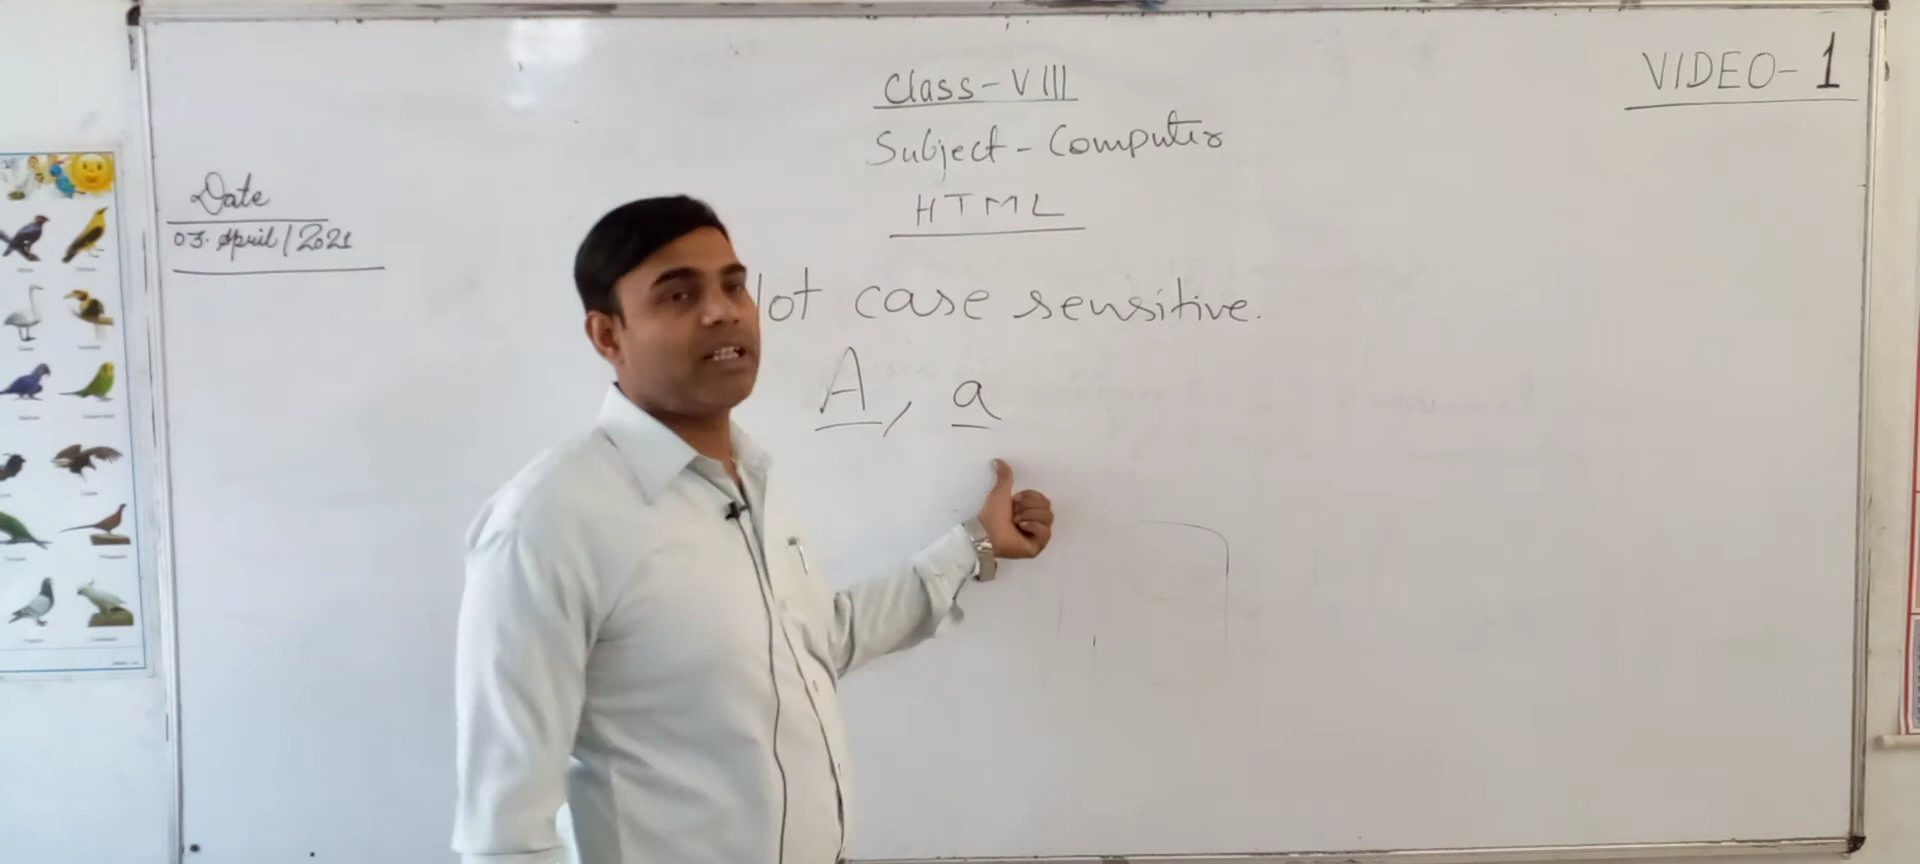 VIDEO-1
Class-VIII
Subject-Computer
HTML
Date
03. April/2021
ot case sensitive.
A, a